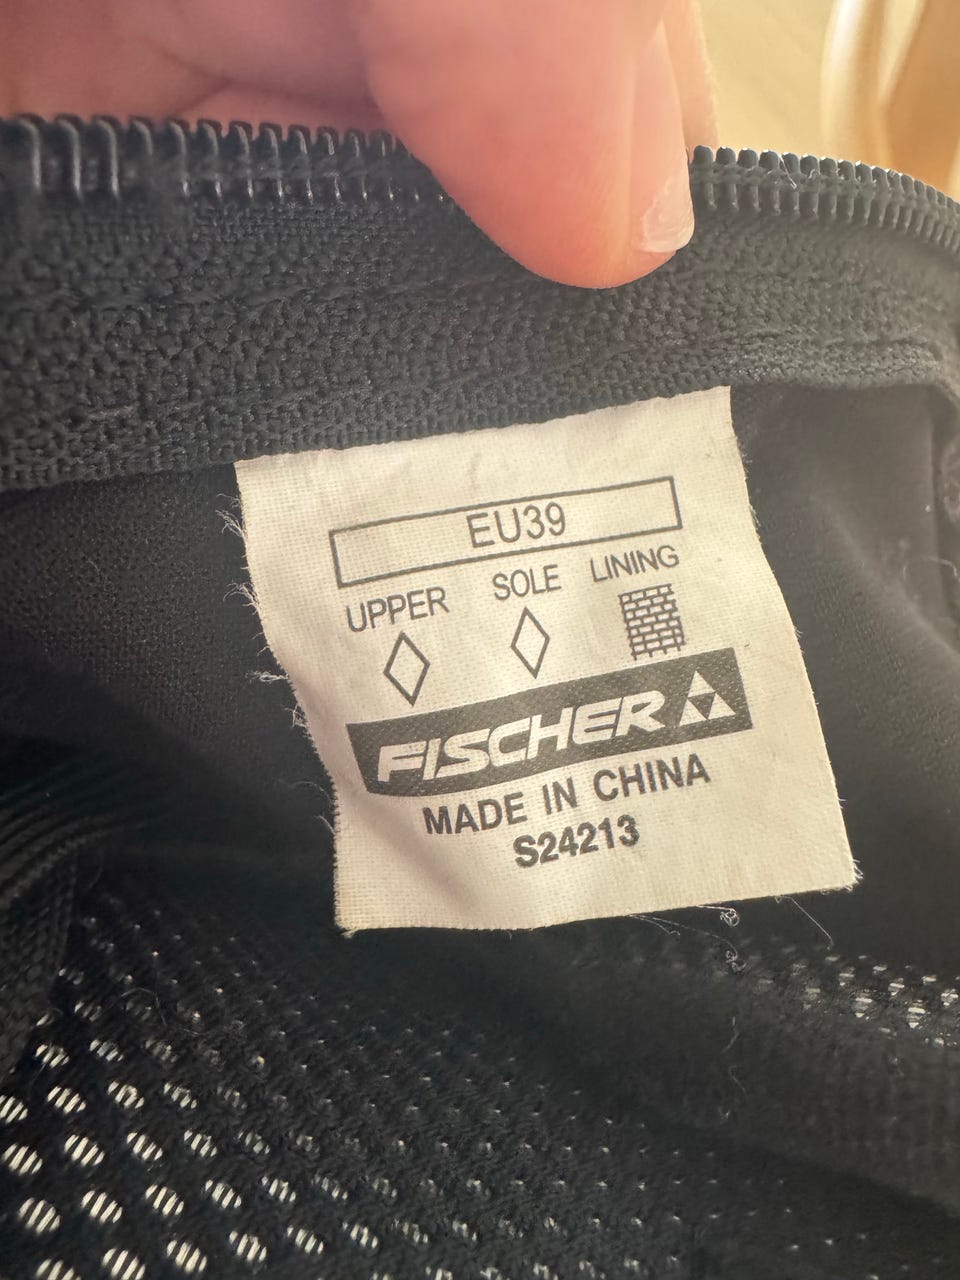 EU39
UPPER SOLE LINING
FISCHER
MADE IN CHINA
S24213